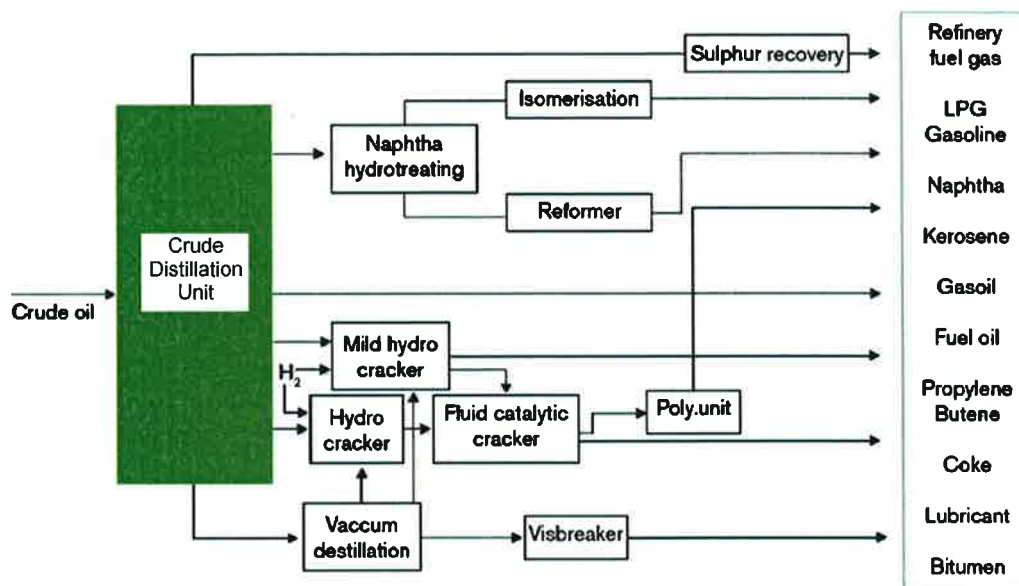 Sulphur recovery
Isomerisation
Naphtha
hydrotreating
Reformer
Crude
Distillation
Unit
Crude oil
Mild hydro
cracker
H2
Hydro
cracker
Fluid catalytic
cracker
Poly.unit
Vaccum
destillation
Visbreaker
Refinery
fuel gas
LPG
Gasoline
Naphtha
Kerosene
Gasoil
Fuel oil
Propylene
Butene
Coke
Lubricant
Bitumen